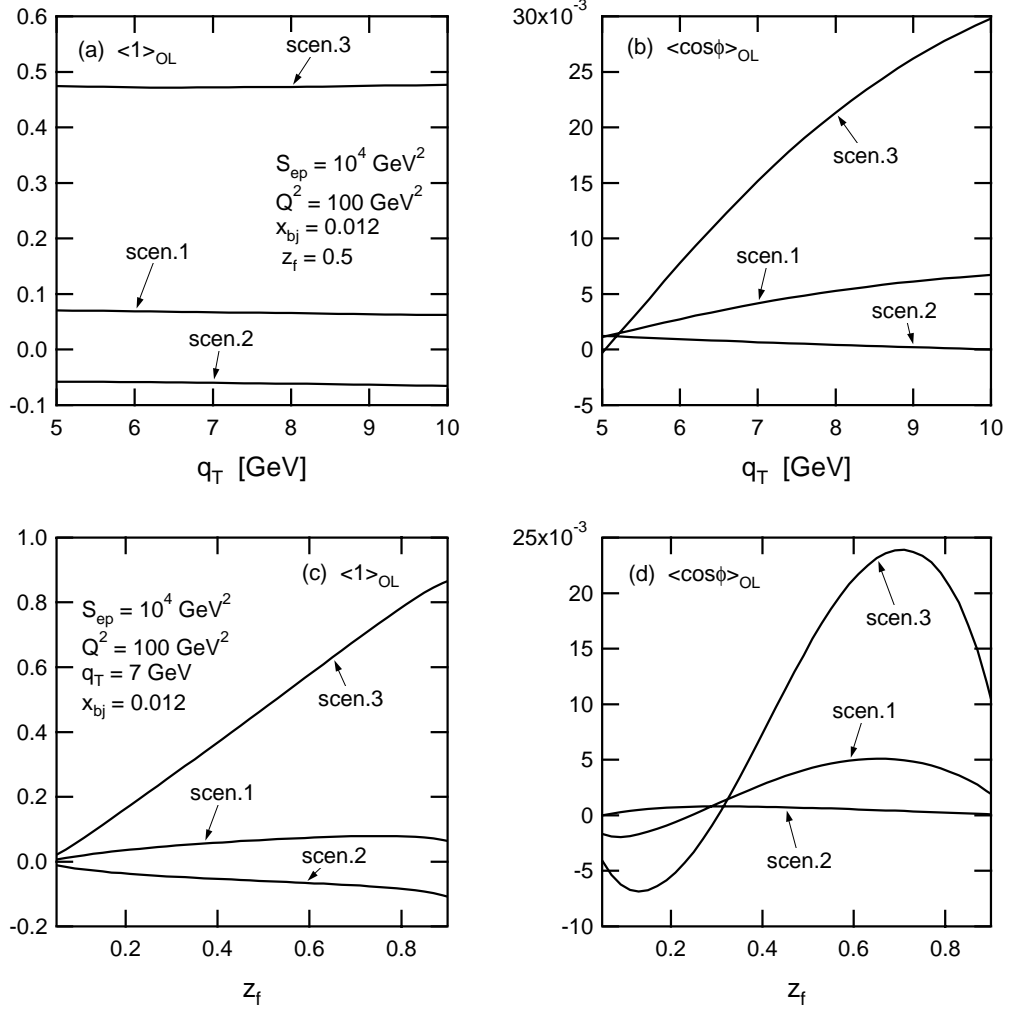 (a) <1>OL
scen.3
S_ep = 10^4 GeV^2
Q^2 = 100 GeV^2
x_bj = 0.012
z_f = 0.5
scen.1
scen.2
0.6
0.5
0.4
0.3
0.2
0.1
0.0
-0.1
5 6 7 8 9 10
q_T [GeV]
(b) <cosϕ>OL
scen.3
scen.1
scen.2
30x10^-3
25
20
15
10
5
0
-5
5 6 7 8 9 10
q_T [GeV]
(c) <1>OL
S_ep = 10^4 GeV^2
Q^2 = 100 GeV^2
q_T = 7 GeV
x_bj = 0.012
scen.3
scen.1
scen.2
1.0
0.8
0.6
0.4
0.2
0.0
-0.2
0.2 0.4 0.6 0.8
z_f
(d) <cosϕ>OL
scen.3
scen.1
scen.2
25x10^-3
20
15
10
5
0
-5
-10
0.2 0.4 0.6 0.8
z_f